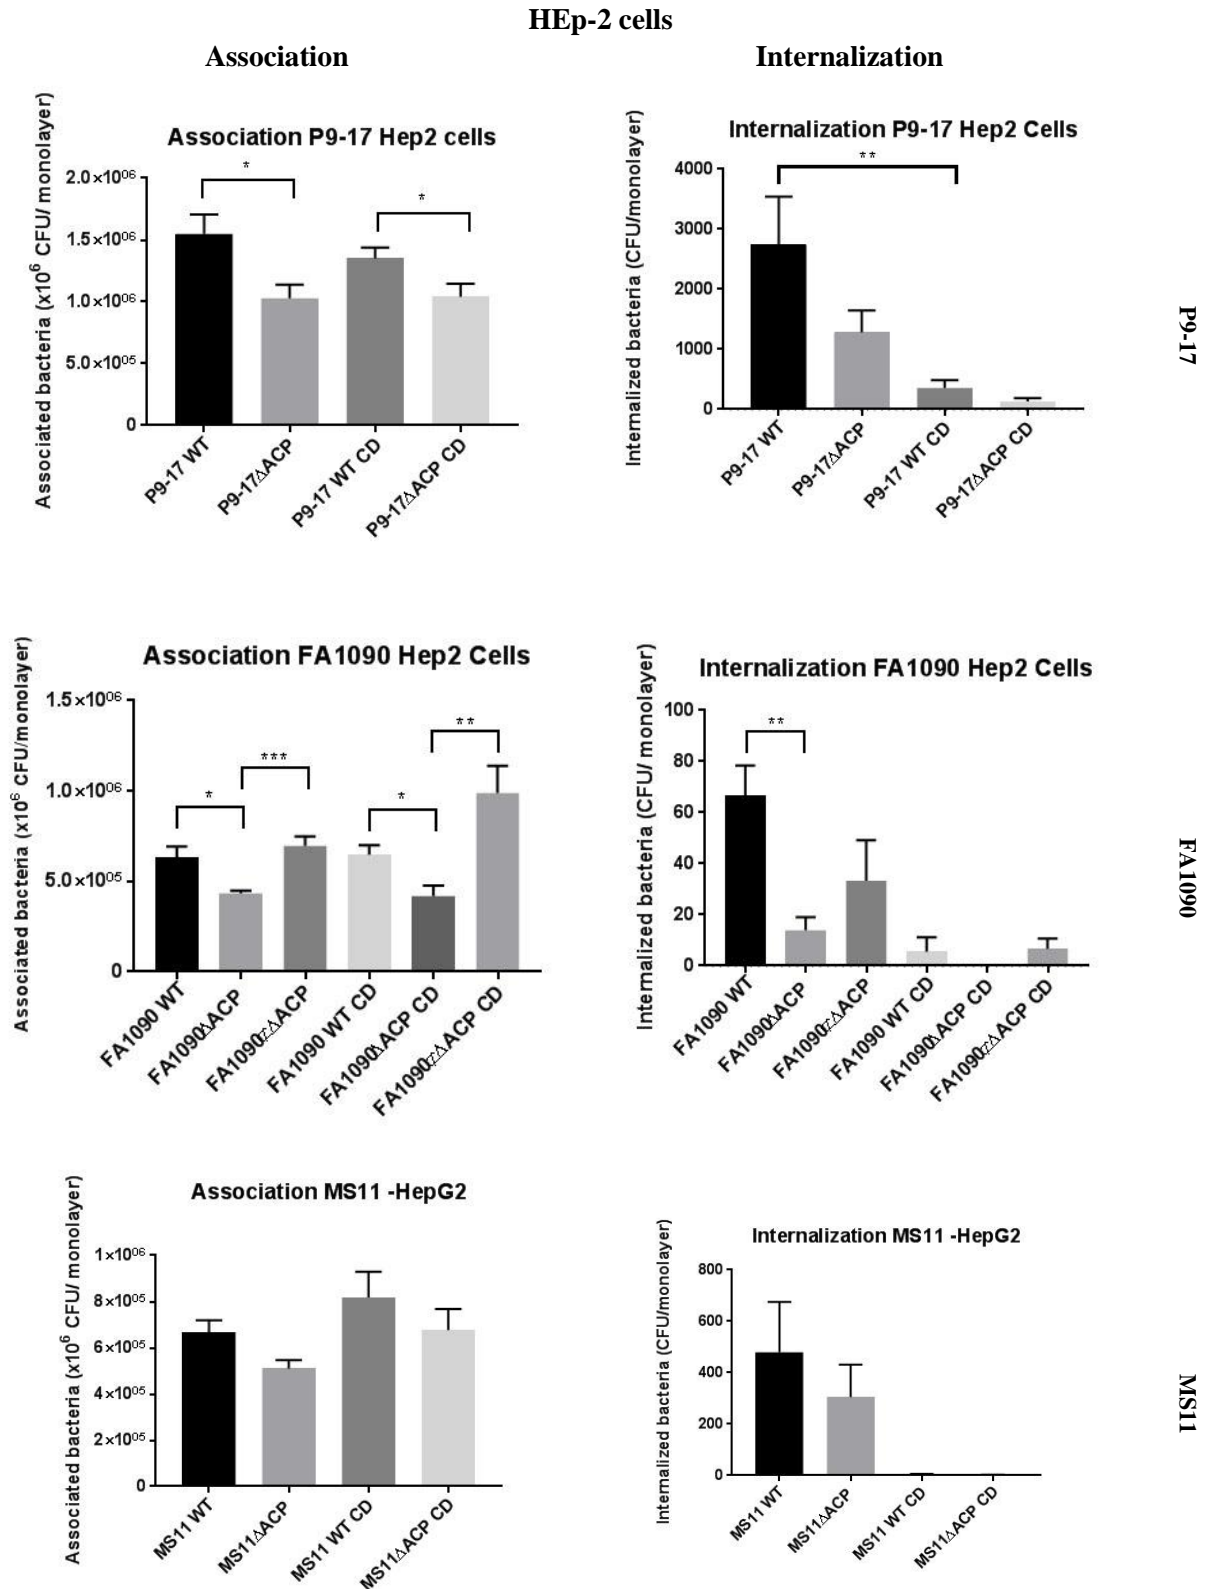 HEp-2 cells
Association
Internalization
Association P9-17 Hep2 cells
Associated bacteria (x10⁶ CFU/ monolayer)
*
*
2.0×10⁰⁶
1.5×10⁰⁶
1.0×10⁰⁶
5.0×10⁰⁵
0
P9-17 WT
P9-17ΔACP
P9-17 WT CD
P9-17ΔACP CD
Internalization P9-17 Hep2 Cells
Internalized bacteria (CFU/monolayer)
**
4000
3000
2000
1000
0
P9-17 WT
P9-17ΔACP
P9-17 WT CD
P9-17ΔACP CD
P9-17
Association FA1090 Hep2 Cells
Associated bacteria (x10⁶ CFU/monolayer)
*
***
*
**
1.5×10⁰⁶
1.0×10⁰⁶
5.0×10⁰⁵
0
FA1090 WT
FA1090ΔACP
FA1090 WT CD
FA1090ΔACP CD
Internalization FA1090 Hep2 Cells
Internalized bacteria (CFU/ monolayer)
**
100
80
60
40
20
0
FA1090 WT
FA1090ΔACP
FA1090 WT CD
FA1090ΔACP CD
FA1090
Association MS11 -HepG2
Associated bacteria (x10⁶ CFU/ monolayer)
1×10⁰⁶
8×10⁰⁵
6×10⁰⁵
4×10⁰⁵
2×10⁰⁵
0
MS11 WT
MS11ΔACP
MS11 WT CD
MS11ΔACP CD
Internalization MS11 -HepG2
Internalized bacteria (CFU/monolayer)
800
600
400
200
0
MS11 WT
MS11ΔACP
MS11 WT CD
MS11ΔACP CD
MS11